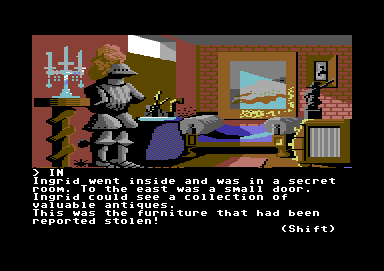 > IN
Ingrid went inside and was in a secret
room. To the east was a small door.
Ingrid could see a collection of
valuable antiques.
This was the furniture that had been
reported stolen!
(Shift)